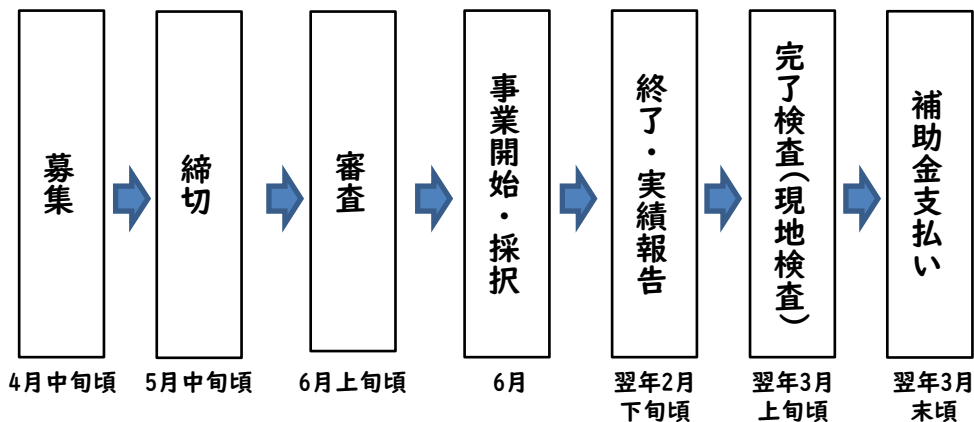 募集
締切
審査
事業開始・採択
終了・実績報告
完了検査（現地検査）
補助金支払い
4月中旬頃
5月中旬頃
6月上旬頃
6月
翌年2月
下旬頃
翌年3月
上旬頃
翌年3月
末頃